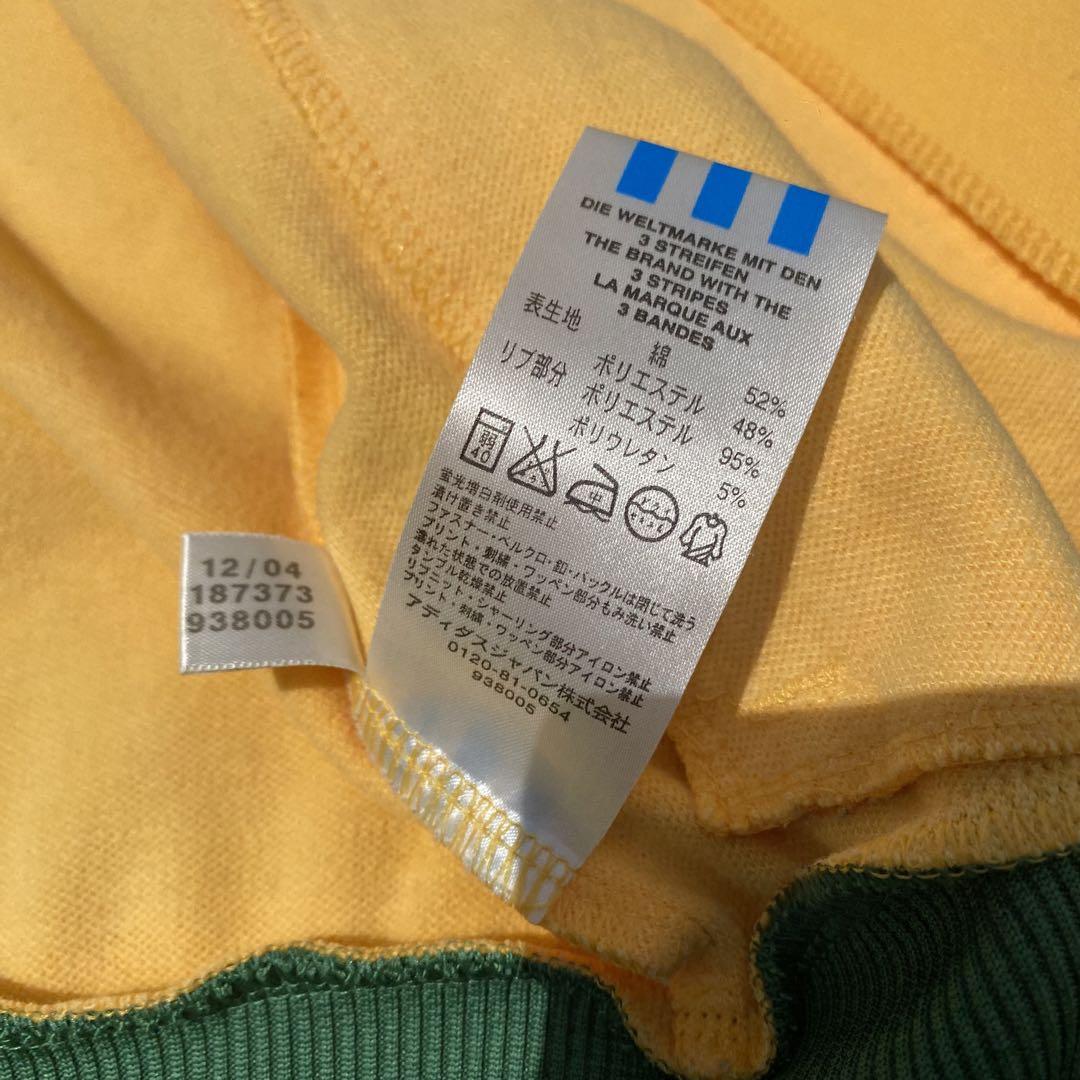 DIE WELTMARKE MIT DEN
3 STREIFEN
THE BRAND WITH THE
3 STRIPES
LA MARQUE AUX
3 BANDES
表生地 綿 52%
ポリエステル 48%
リブ部分 ポリエステル 95%
ポリウレタン 5%
弱
40
中
蛍光増白剤使用禁止
漬け置き禁止
ファスナー・ベルクロ・釦・バックルは閉じて洗う
プリント・刺繍・ワッペン部分もみ洗い禁止
濡れた状態での放置禁止
タンブル乾燥禁止
リブニット・シャーリング部分アイロン禁止
プリント・刺繍・ワッペン部分アイロン禁止
アディダスジャパン株式会社
0120-81-0654
938005
12/04
187373
938005